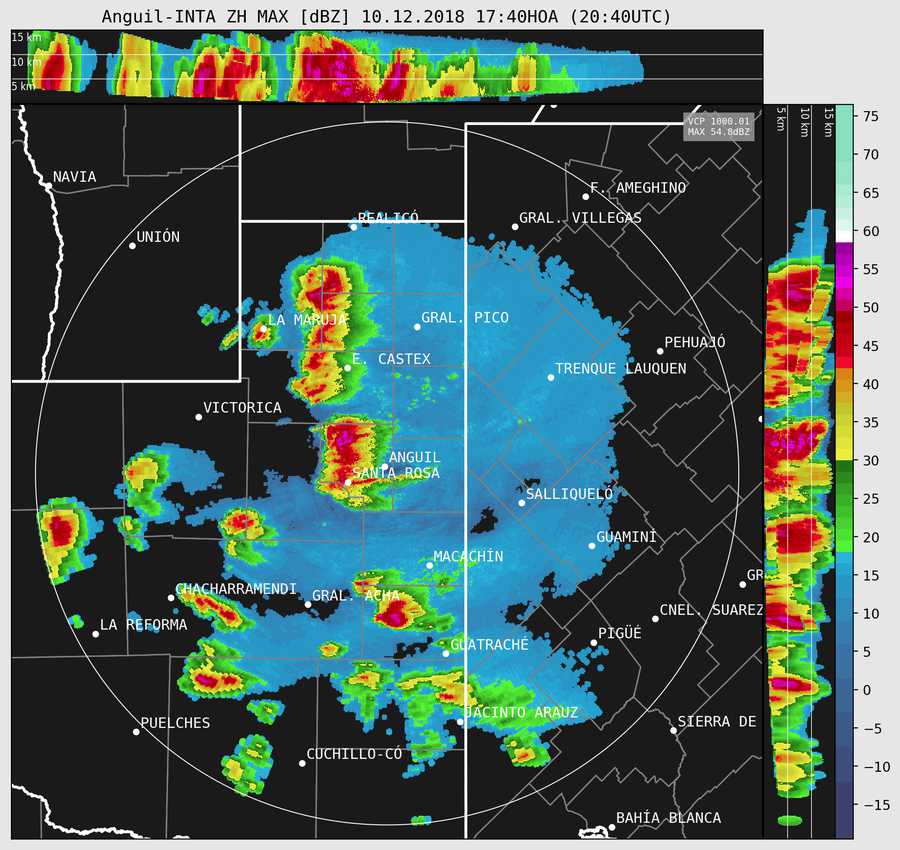 Anguil-INTA ZH MAX [dBZ] 10.12.2018 17:40HOA (20:40UTC)
15 km
10 km
5 km
5 km
10 km
15 km
VCP 1000.01
MAX 54.8dBZ
NAVIA
F. AMEGHINO
REALICÓ
GRAL. VILLEGAS
UNIÓN
LA MARUJA
GRAL. PICO
PEHUAJÓ
E. CASTEX
TRENQUE LAUQUEN
VICTORICA
ANGUIL
SANTA ROSA
SALLIQUELÓ
GUAMINÍ
MACACHÍN
GR
CHACHARRAMENDI
GRAL. ACHA
CNEL. SUAREZ
LA REFORMA
PIGÜÉ
GUATRACHÉ
JACINTO ARAUZ
PUELCHES
SIERRA DE
CUCHILLO-CÓ
BAHÍA BLANCA
75
70
65
60
55
50
45
40
35
30
25
20
15
10
5
0
−5
−10
−15